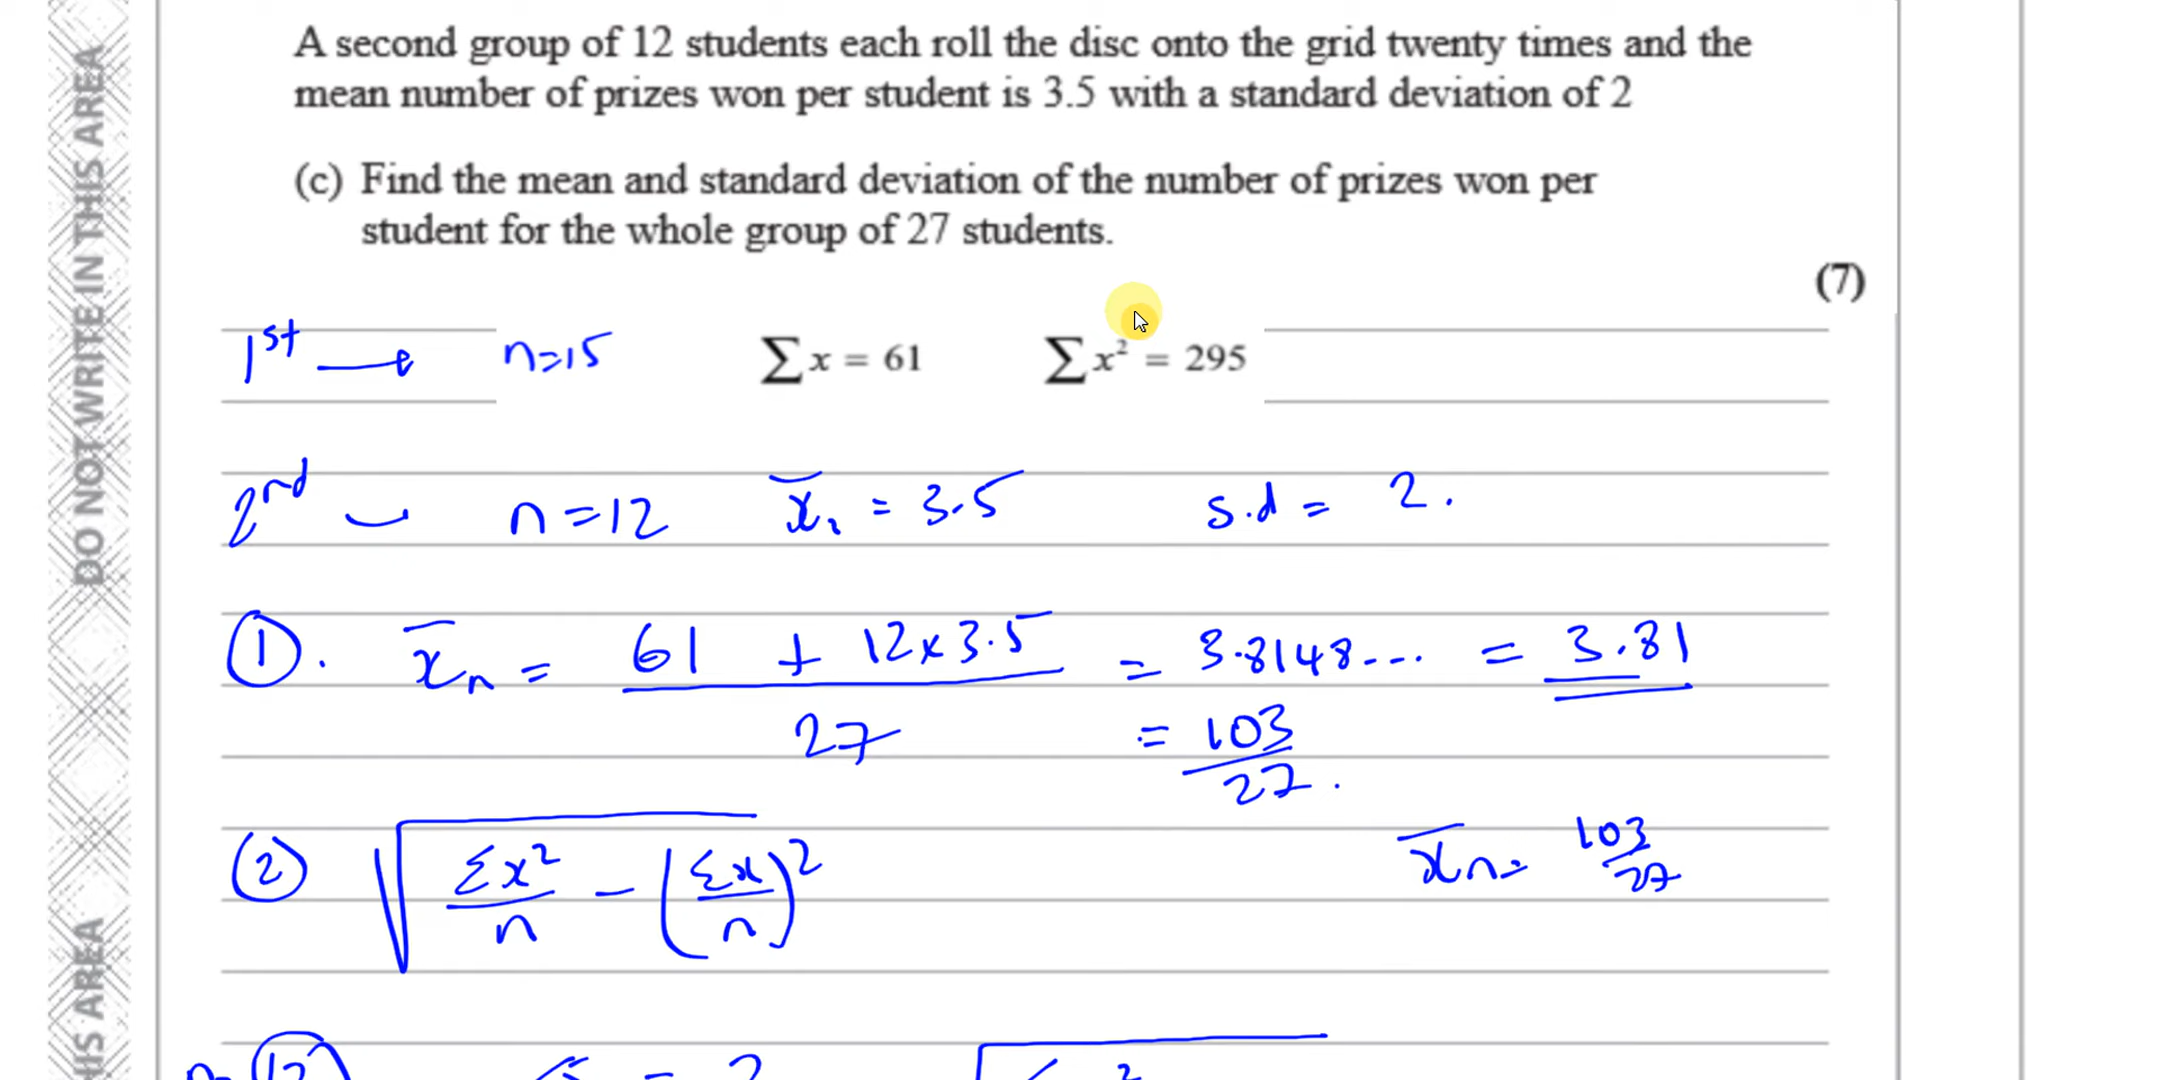 A second group of 12 students each roll the disc onto the grid twenty times and the
mean number of prizes won per student is 3.5 with a standard deviation of 2
(c) Find the mean and standard deviation of the number of prizes won per
student for the whole group of 27 students.
(7)
1st → n=15 ∑x = 61 ∑x² = 295
2nd n=12 x̄₂ = 3.5 s.d = 2.
①. x̄n = (61 + 12×3.5)/27 = 3.8148... = 3.81
= 103/27.
② √(Σx²/n − (Σx/n)²) x̄n = 103/27
DO NOT WRITE IN THIS AREA
HIS AREA